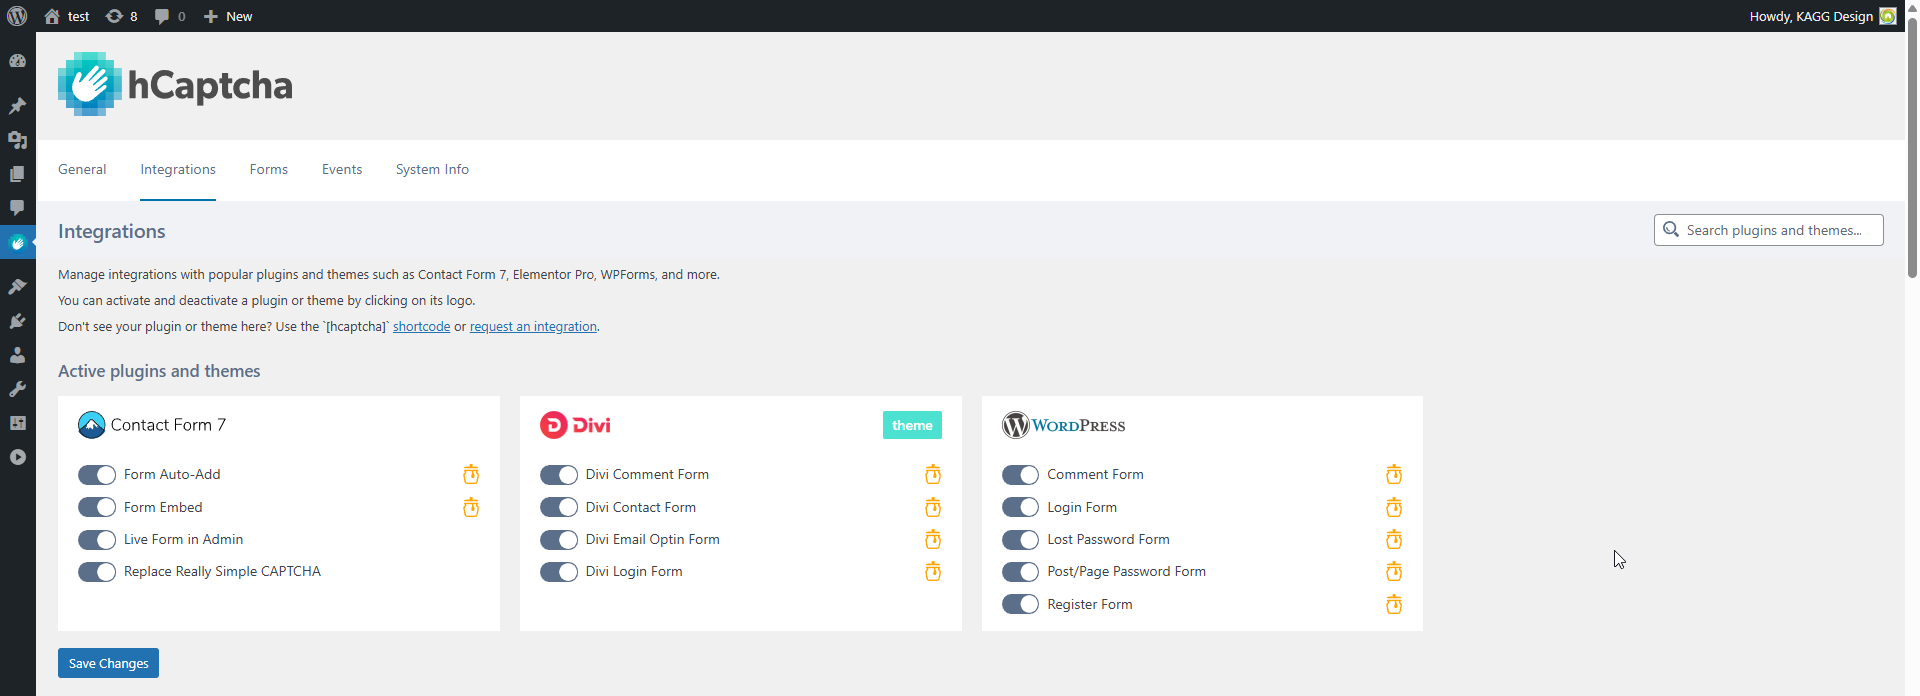 test 8 0 New Howdy, KAGG Design
hCaptcha
General Integrations Forms Events System Info
Integrations Search plugins and themes...
Manage integrations with popular plugins and themes such as Contact Form 7, Elementor Pro, WPForms, and more.
You can activate and deactivate a plugin or theme by clicking on its logo.
Don't see your plugin or theme here? Use the `[hcaptcha]` shortcode or request an integration.
Active plugins and themes
Contact Form 7
Form Auto-Add
Form Embed
Live Form in Admin
Replace Really Simple CAPTCHA
Divi theme
Divi Comment Form
Divi Contact Form
Divi Email Optin Form
Divi Login Form
WORDPRESS
Comment Form
Login Form
Lost Password Form
Post/Page Password Form
Register Form
Save Changes